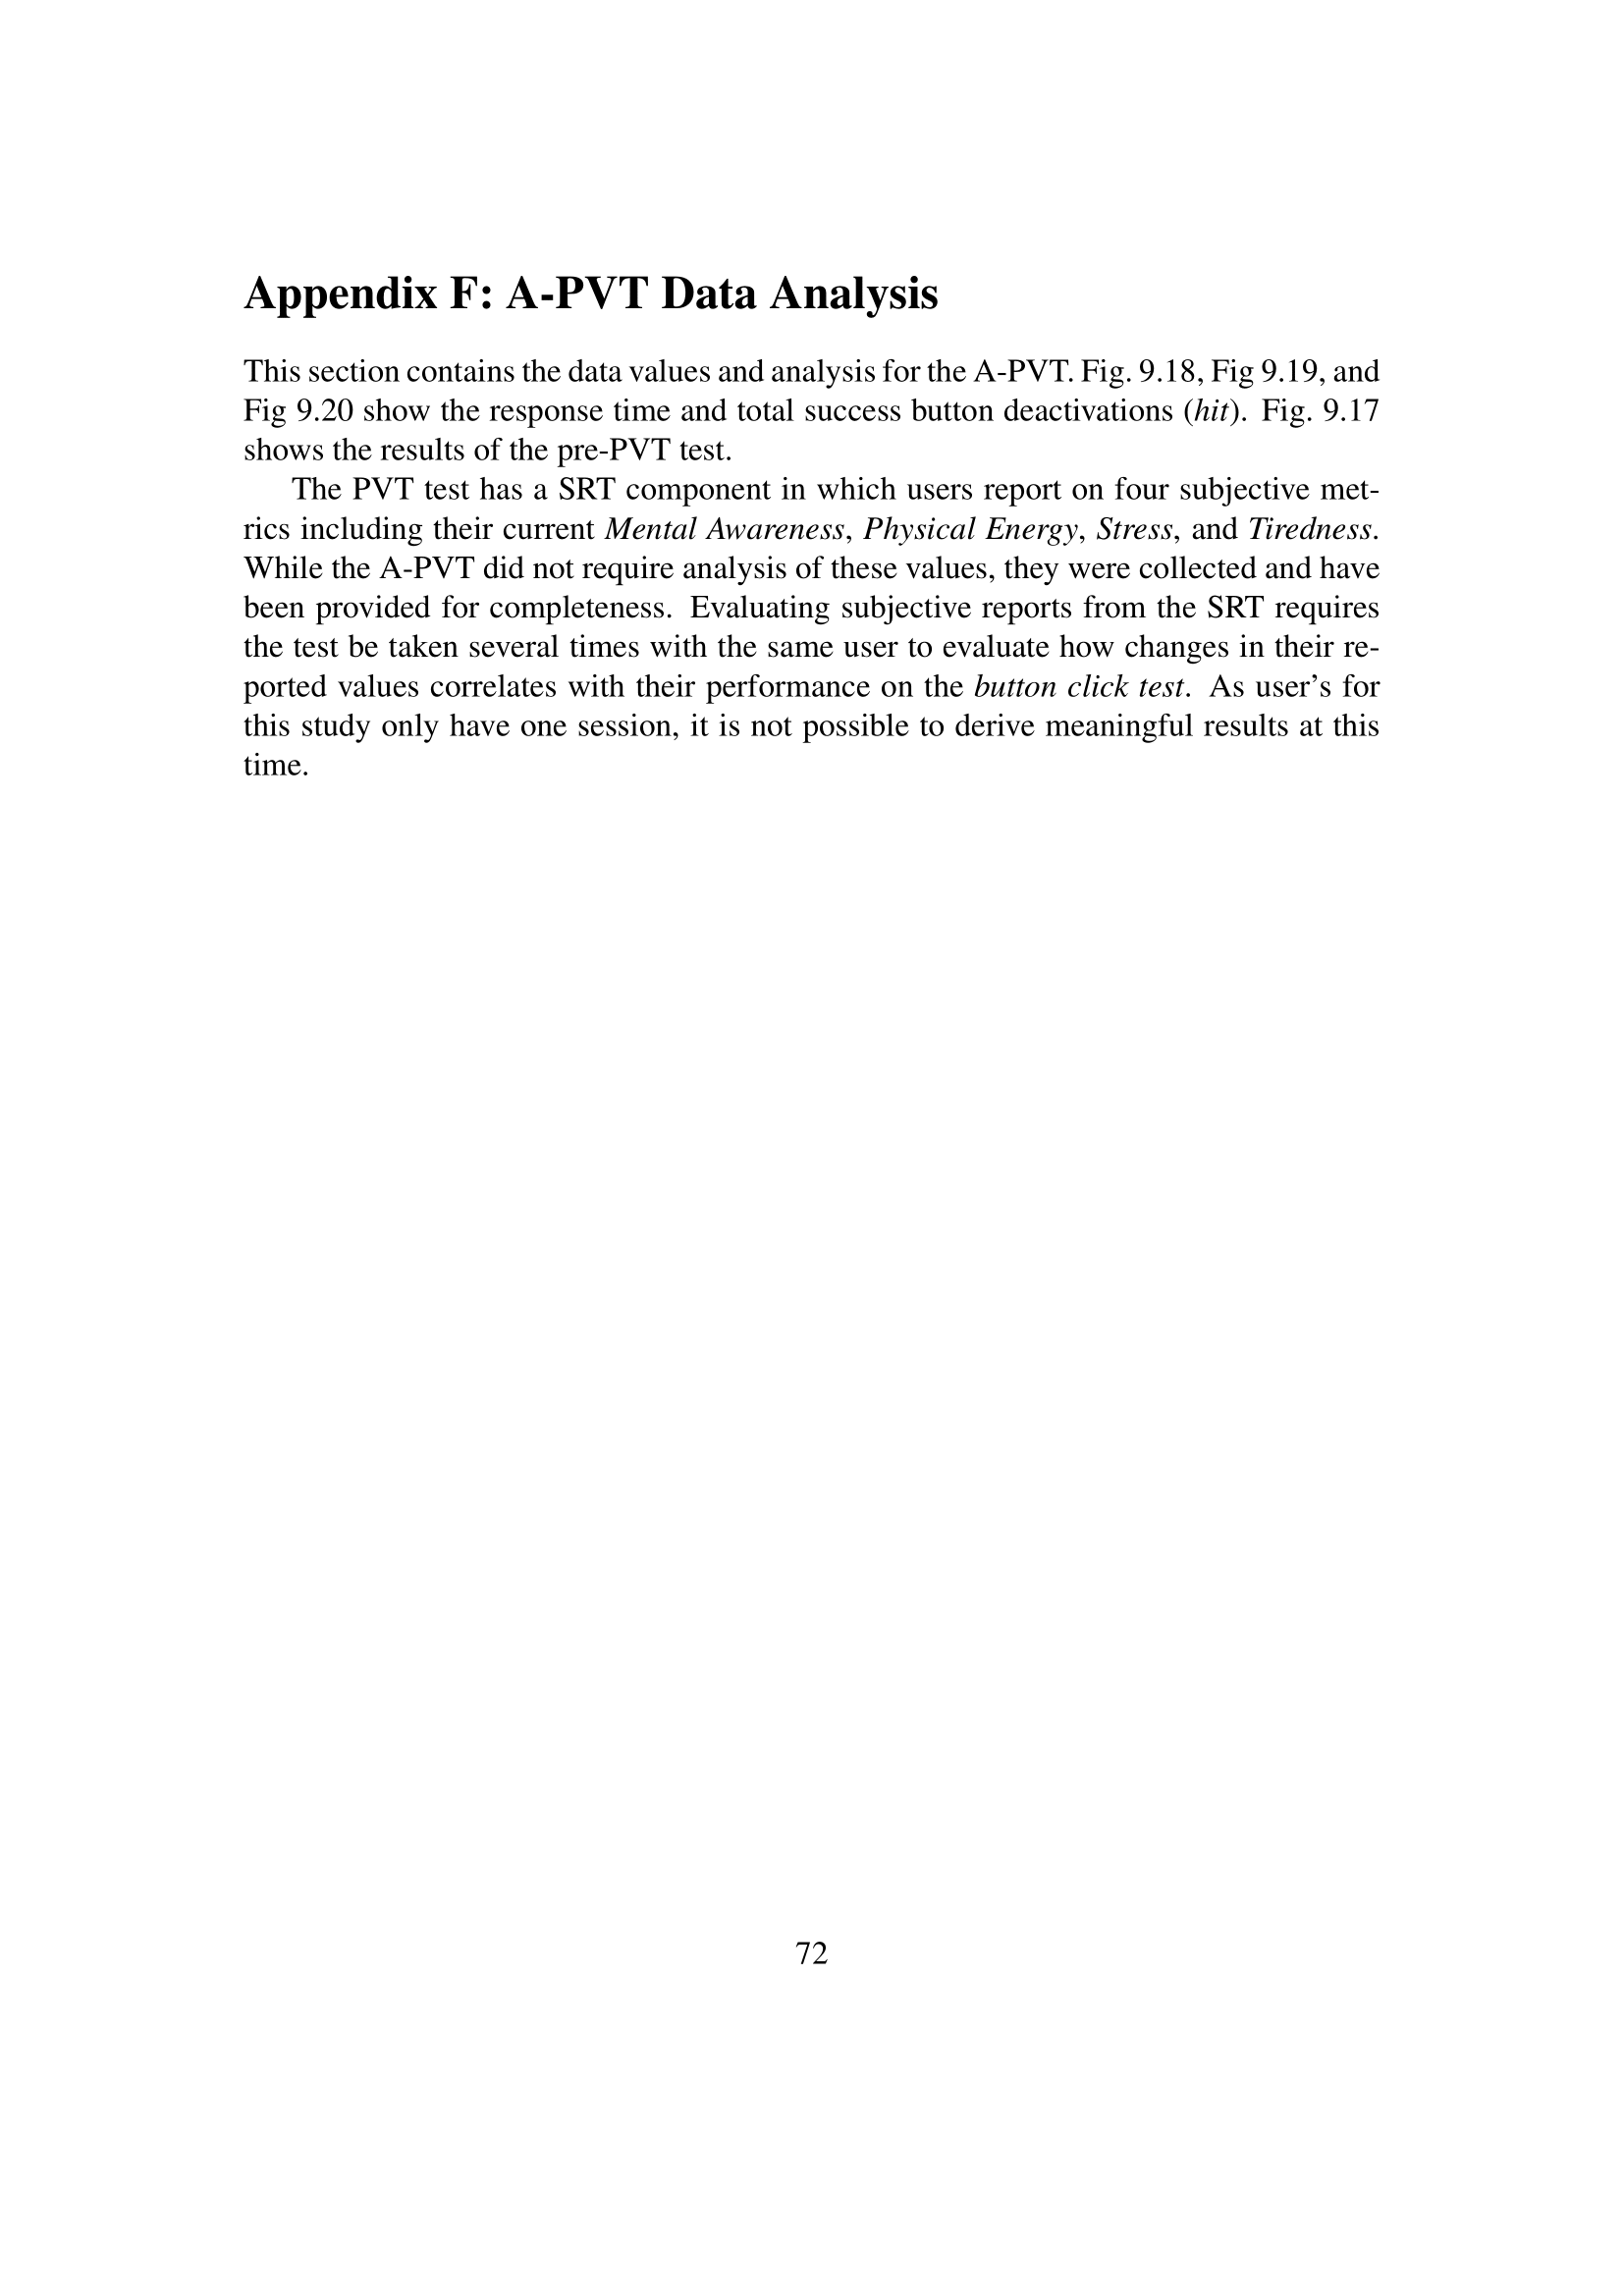 Appendix F: A-PVT Data Analysis
This section contains the data values and analysis for the A-PVT. Fig. 9.18, Fig 9.19, and
Fig 9.20 show the response time and total success button deactivations (hit). Fig. 9.17
shows the results of the pre-PVT test.
The PVT test has a SRT component in which users report on four subjective met-
rics including their current Mental Awareness, Physical Energy, Stress, and Tiredness.
While the A-PVT did not require analysis of these values, they were collected and have
been provided for completeness. Evaluating subjective reports from the SRT requires
the test be taken several times with the same user to evaluate how changes in their re-
ported values correlates with their performance on the button click test. As user's for
this study only have one session, it is not possible to derive meaningful results at this
time.
72